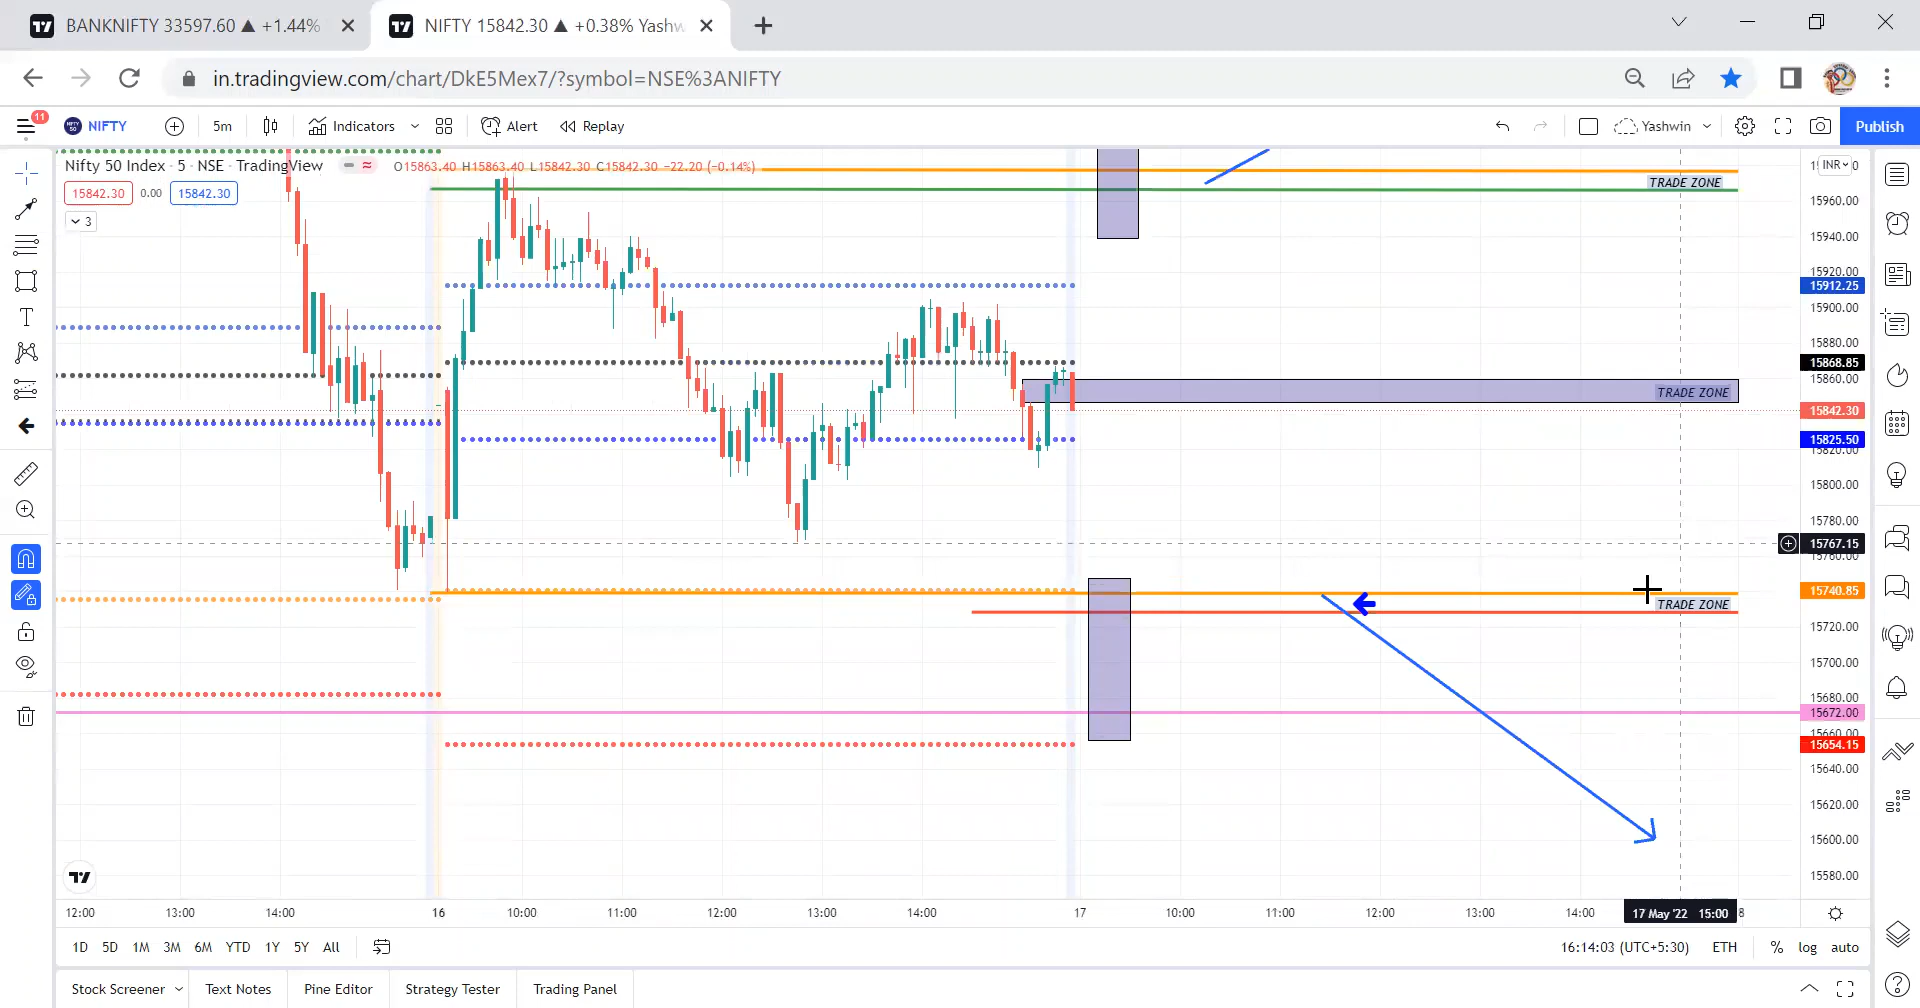 BANKNIFTY 33597.60 ▲ +1.44%
NIFTY 15842.30 ▲ +0.38% Yashw
in.tradingview.com/chart/DkE5Mex7/?symbol=NSE%3ANIFTY
11
NIFTY 5m Indicators Alert Replay Yashwin Publish
Nifty 50 Index · 5 · NSE · TradingView O15863.40 H15863.40 L15842.30 C15842.30 −22.20 (−0.14%)
15842.30 0.00 15842.30
3
INR
TRADE ZONE
15960.00
15940.00
15920.00
15912.25
15900.00
15880.00
15868.85
15860.00
TRADE ZONE
15842.30
15825.50
15820.00
15800.00
15780.00
15767.15
15760.00
15740.85
TRADE ZONE
15720.00
15700.00
15680.00
15672.00
15660.00
15654.15
15640.00
15620.00
15600.00
15580.00
12:00 13:00 14:00 16 10:00 11:00 12:00 13:00 14:00 17 10:00 11:00 12:00 13:00 14:00 17 May '22 15:00 8
1D 5D 1M 3M 6M YTD 1Y 5Y All 16:14:03 (UTC+5:30) ETH % log auto
Stock Screener Text Notes Pine Editor Strategy Tester Trading Panel